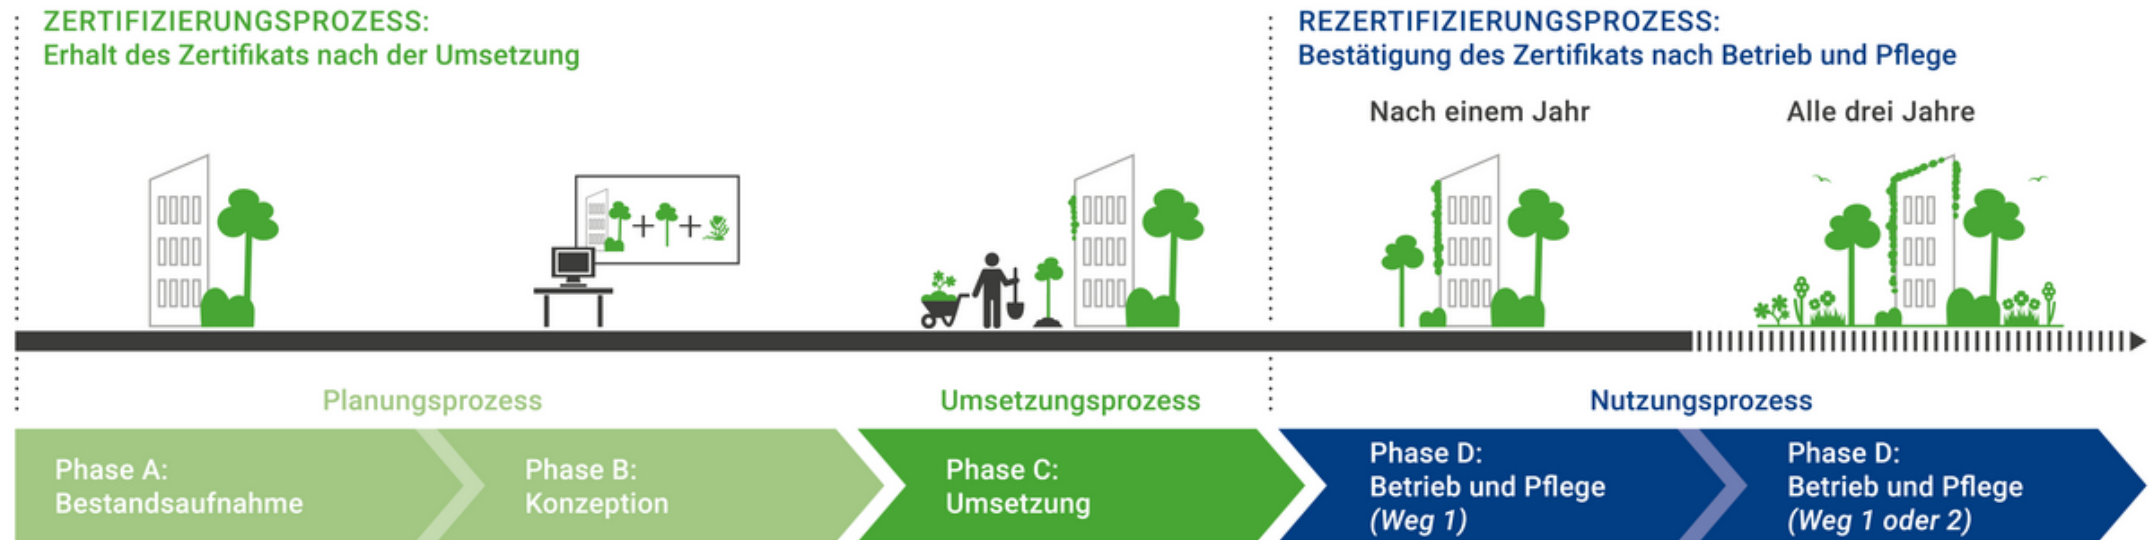 ZERTIFIZIERUNGSPROZESS:
Erhalt des Zertifikats nach der Umsetzung
REZERTIFIZIERUNGSPROZESS:
Bestätigung des Zertifikats nach Betrieb und Pflege
Nach einem Jahr
Alle drei Jahre
Planungsprozess
Umsetzungsprozess
Nutzungsprozess
Phase A:
Bestandsaufnahme
Phase B:
Konzeption
Phase C:
Umsetzung
Phase D:
Betrieb und Pflege
(Weg 1)
Phase D:
Betrieb und Pflege
(Weg 1 oder 2)